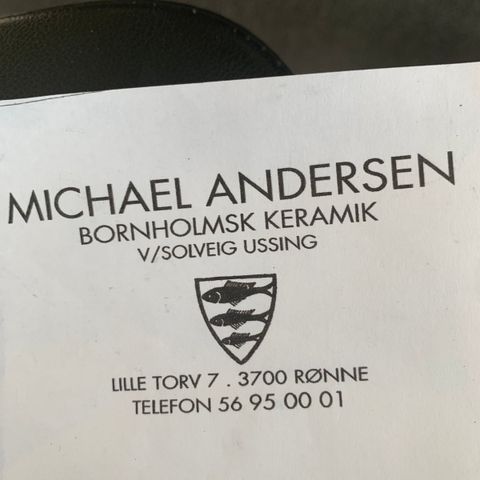 MICHAEL ANDERSEN
BORNHOLMSK KERAMIK
V/SOLVEIG USSING
LILLE TORV 7 . 3700 RØNNE
TELEFON 56 95 00 01